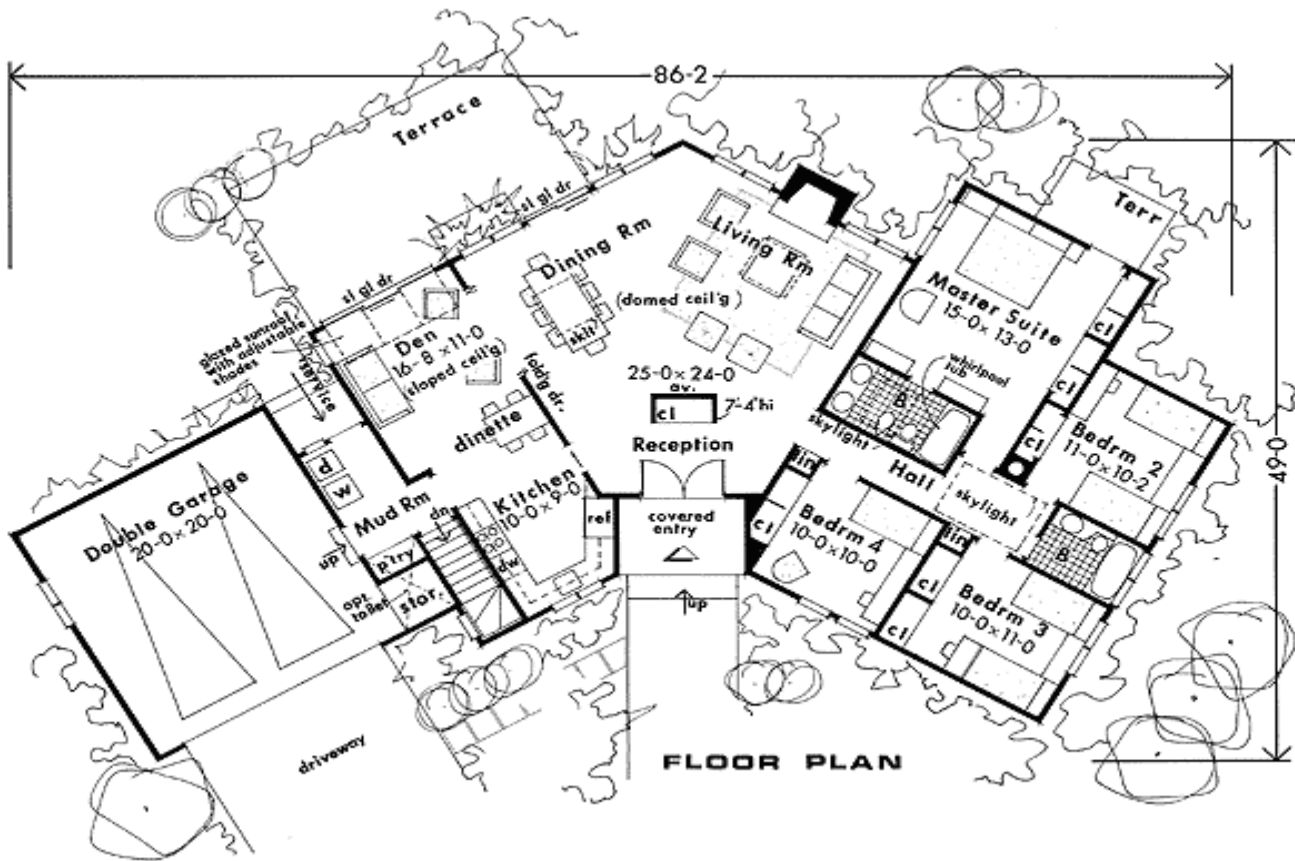 86-2
Terrace
Terr
49-0
sl gl dr
sl gl dr
Dining Rm
sklt
Living Rm
(domed ceil'g)
25-0×24-0
av.
cl
7'-4"hi
Reception
Master Suite
15-0×13-0
cl
cl
cl
whirlpool
tub
B
skylight
Hall
skylight
glazed sunroof
with adjustable
shades
service
Den
16-8×11-0
(sloped ceil'g)
fold'g dr.
dinette
Kitchen
10-0×9-0
ref
dw
covered
entry
up
Double Garage
20-0×20-0
d
w
Mud Rm
dn
up
p'try
opt.
toilet
stor.
lin
cl
Bedrm 4
10-0×10-0
Bedrm 2
11-0×10-2
B
lin
cl
cl
Bedrm 3
10-0×11-0
driveway
FLOOR PLAN